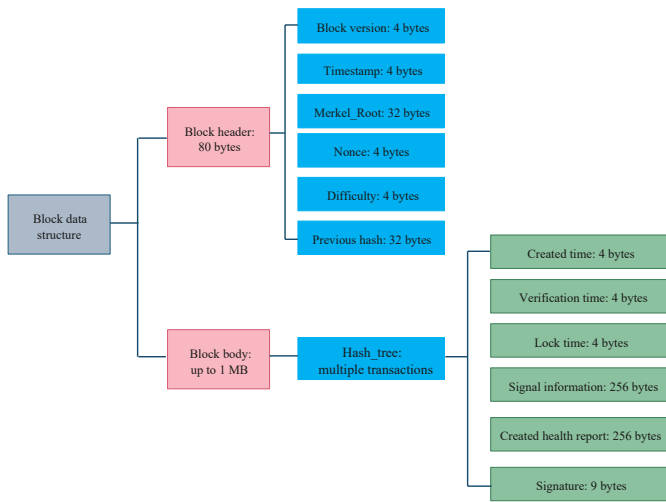 Block data
structure
Block header:
80 bytes
Block version: 4 bytes
Timestamp: 4 bytes
Merkel_Root: 32 bytes
Nonce: 4 bytes
Difficulty: 4 bytes
Previous hash: 32 bytes
Block body:
up to 1 MB
Hash_tree:
multiple transactions
Created time: 4 bytes
Verification time: 4 bytes
Lock time: 4 bytes
Signal information: 256 bytes
Created health report: 256 bytes
Signature: 9 bytes